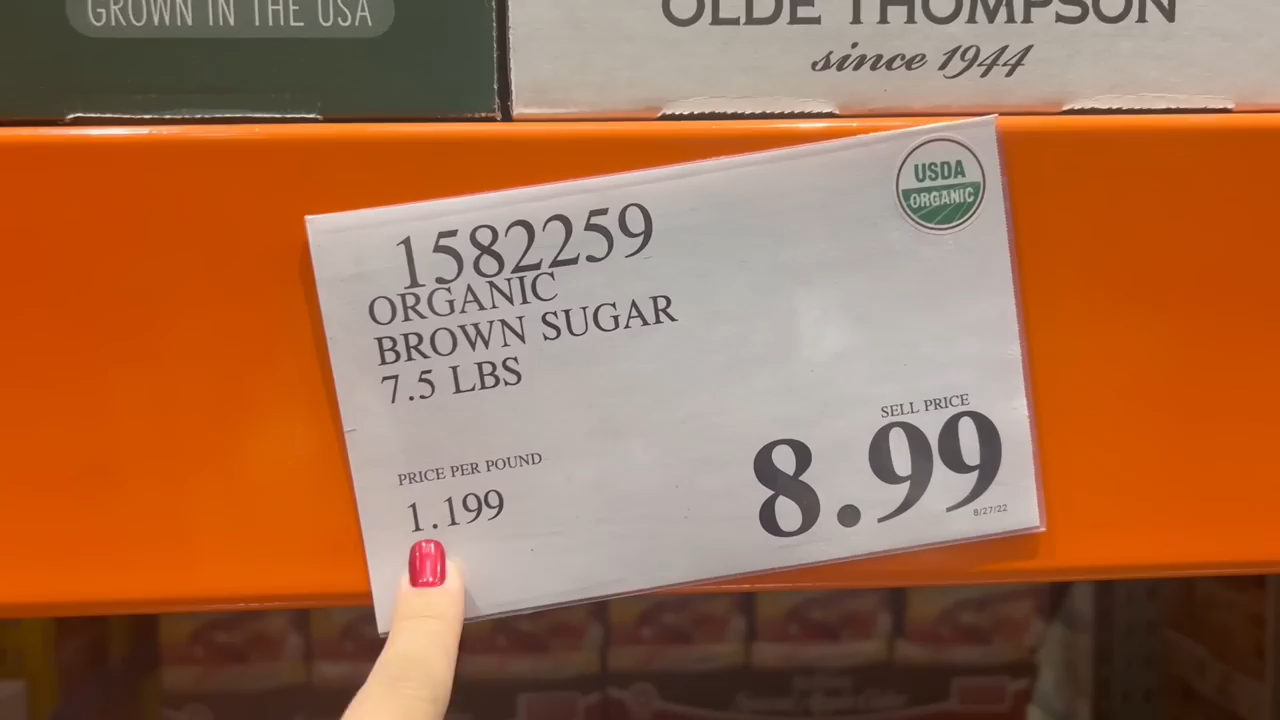 GROWN IN THE USA
OLDE THOMPSON
since 1944
USDA
ORGANIC
1582259
ORGANIC
BROWN SUGAR
7.5 LBS
SELL PRICE
8.99
8/27/22
PRICE PER POUND
1.199